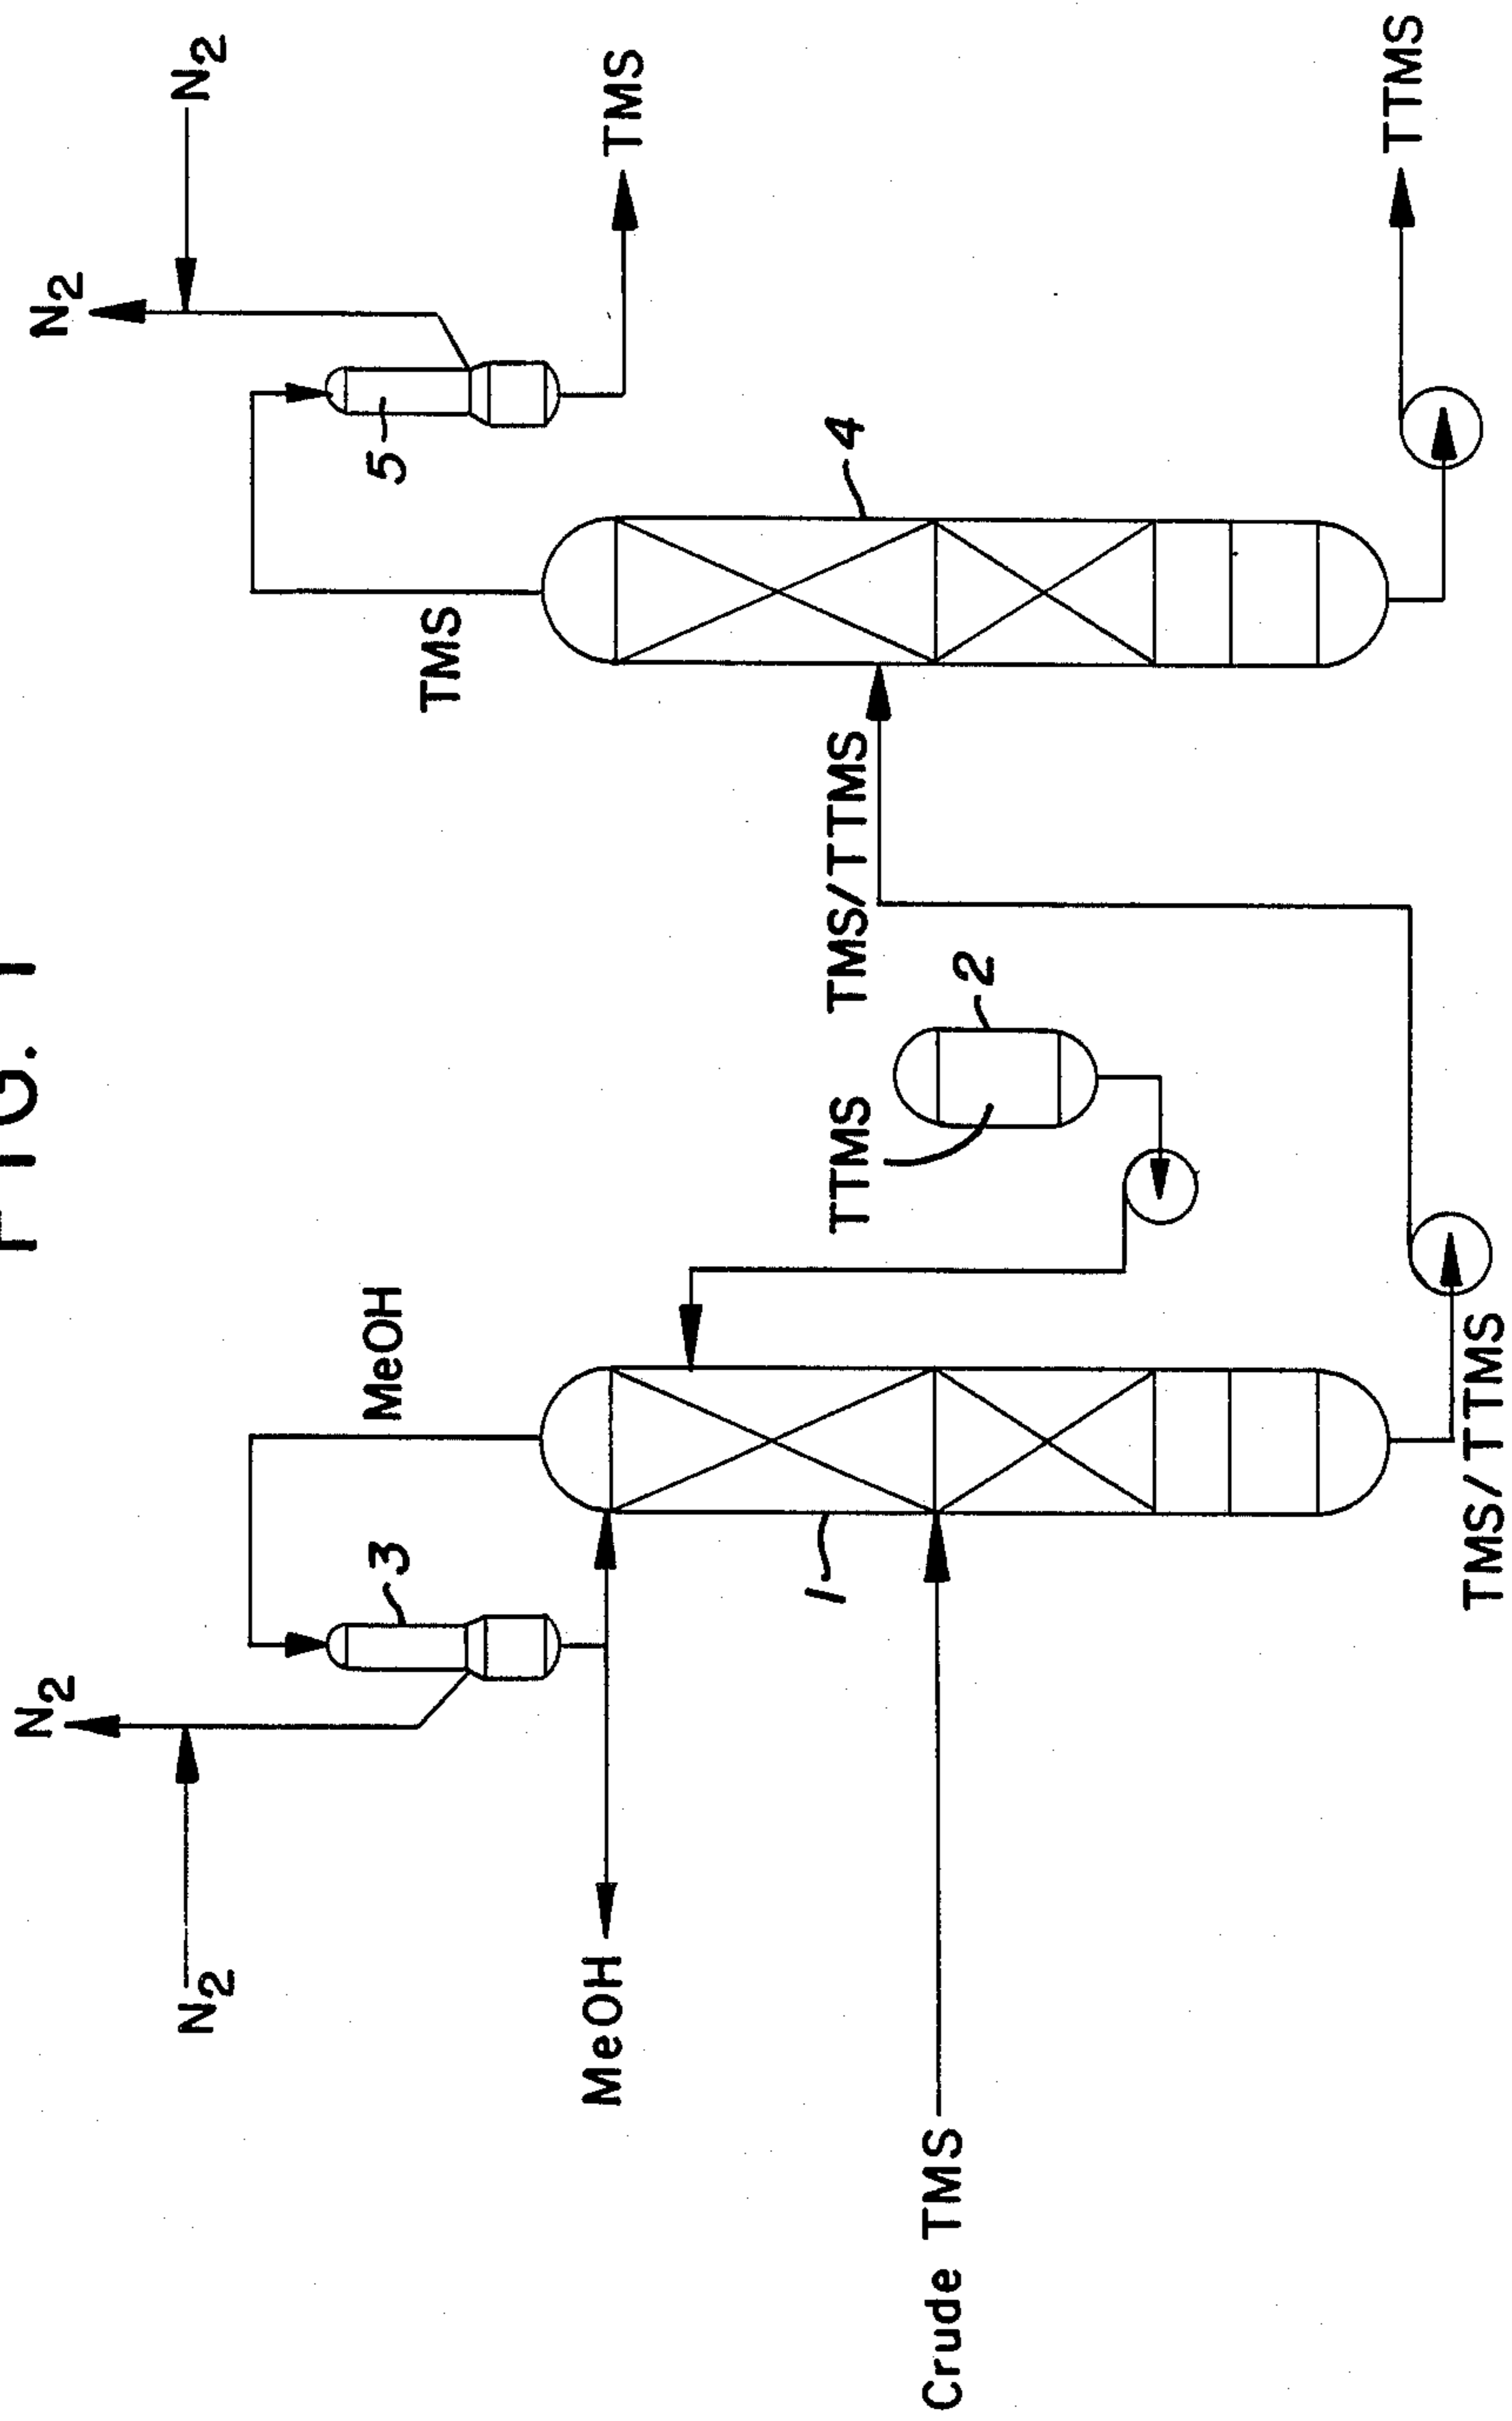 FIG. 1
N2
N2
MeOH
3
MeOH
1
Crude TMS
TTMS
2
TMS/TTMS
TMS/TTMS
TMS
N2
N2
5
TMS
4
TTMS